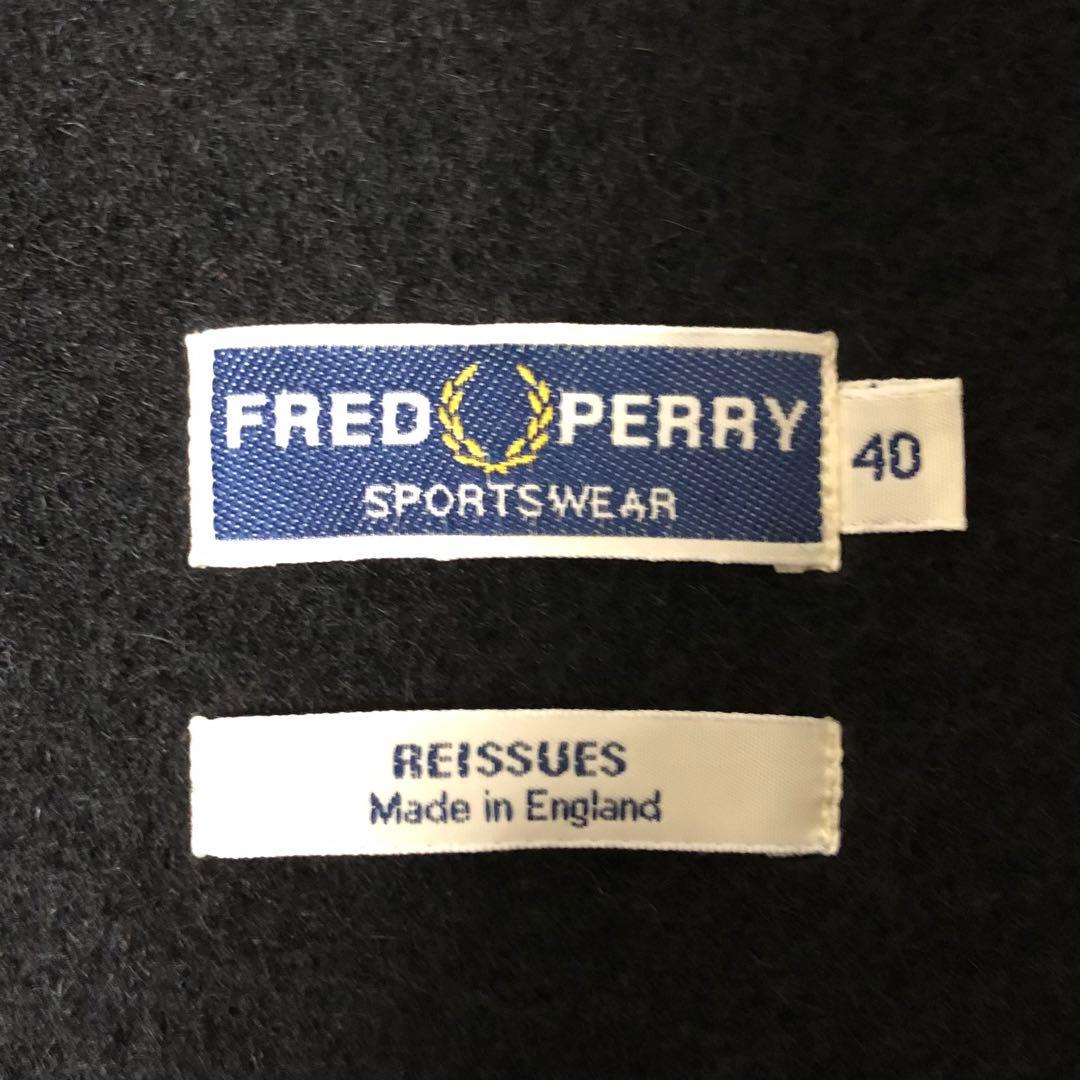 FRED PERRY
SPORTSWEAR
40
REISSUES
Made in England